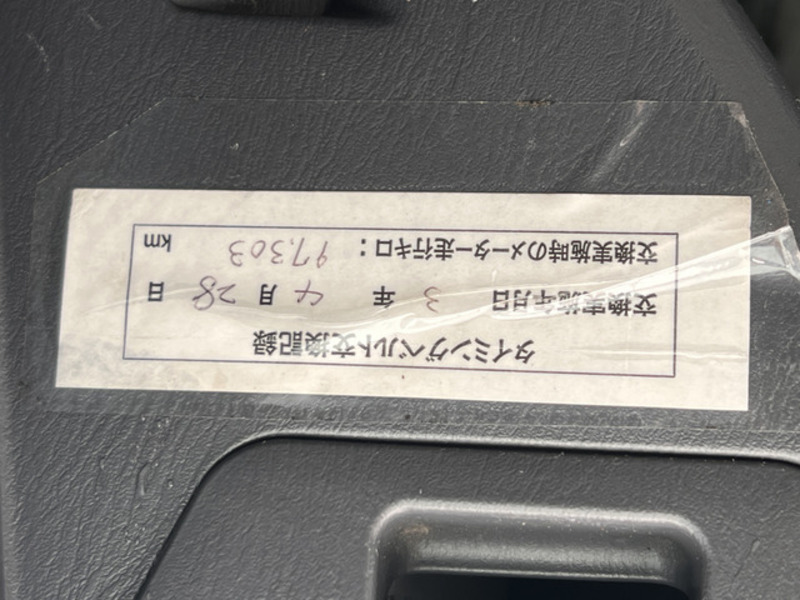 タイミングベルト交換記録
交換実施年月日 3 年 4 月 28 日
交換実施時のメーター走行キロ： 97,303 km